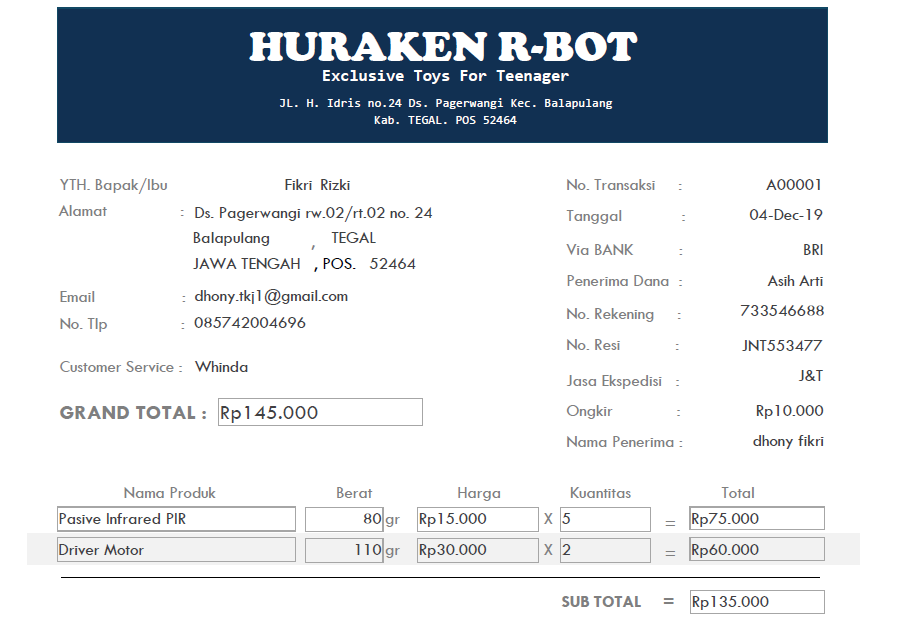 HURAKEN R-BOT
Exclusive Toys For Teenager
JL. H. Idris no.24 Ds. Pagerwangi Kec. Balapulang
Kab. TEGAL. POS 52464
YTH. Bapak/Ibu Fikri Rizki
Alamat : Ds. Pagerwangi rw.02/rt.02 no. 24
Balapulang , TEGAL
JAWA TENGAH , POS. 52464
Email : dhony.tkj1@gmail.com
No. Tlp : 085742004696
Customer Service : Whinda
GRAND TOTAL : Rp145.000
No. Transaksi : A00001
Tanggal : 04-Dec-19
Via BANK : BRI
Penerima Dana : Asih Arti
No. Rekening : 733546688
No. Resi : JNT553477
Jasa Ekspedisi : J&T
Ongkir : Rp10.000
Nama Penerima : dhony fikri
Nama Produk Berat Harga Kuantitas Total
Pasive Infrared PIR 80 gr Rp15.000 X 5 = Rp75.000
Driver Motor 110 gr Rp30.000 X 2 = Rp60.000
SUB TOTAL = Rp135.000